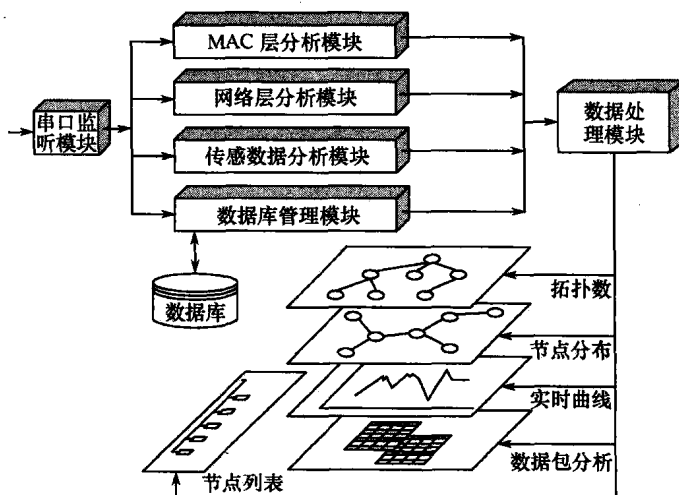 MAC 层分析模块
网络层分析模块
串口监
听模块
传感数据分析模块
数据库管理模块
数据处
理模块
数据库
拓扑数
节点分布
实时曲线
数据包分析
节点列表